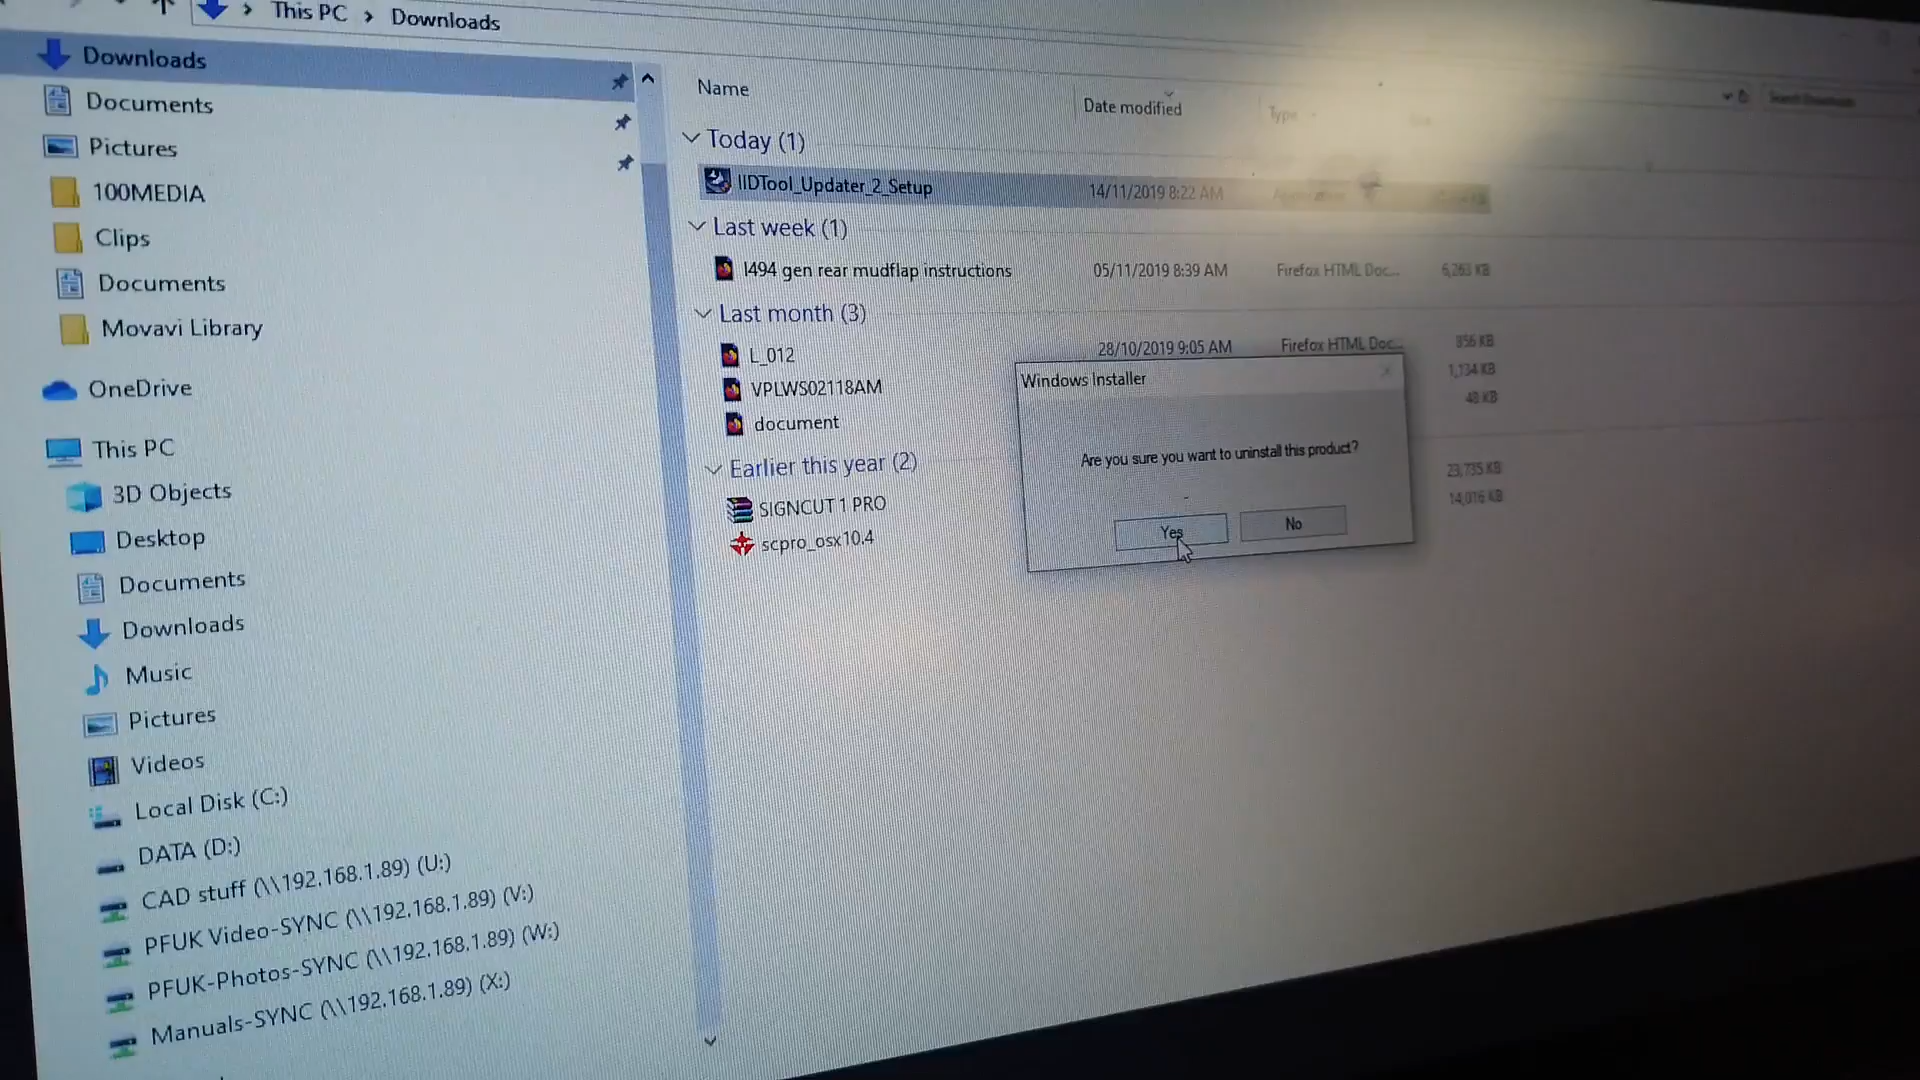 This PC > Downloads
Downloads
Documents
Pictures
100MEDIA
Clips
Documents
Movavi Library
OneDrive
This PC
3D Objects
Desktop
Documents
Downloads
Music
Pictures
Videos
Local Disk (C:)
DATA (D:)
CAD stuff (\\192.168.1.89) (U:)
PFUK Video-SYNC (\\192.168.1.89) (V:)
PFUK-Photos-SYNC (\\192.168.1.89) (W:)
Manuals-SYNC (\\192.168.1.89) (X:)
Name Date modified Type
Today (1)
IIDTool_Updater_2_Setup 14/11/2019 8:22 AM
Last week (1)
l494 gen rear mudflap instructions 05/11/2019 8:39 AM Firefox HTML Doc... 6,263 KB
Last month (3)
L_012 28/10/2019 9:05 AM Firefox HTML Doc... 856 KB
VPLWS02118AM 1,134 KB
document 48 KB
Earlier this year (2)
SIGNCUT 1 PRO 23,735 KB
scpro_osx10.4 14,016 KB
Windows Installer
Are you sure you want to uninstall this product?
Yes No